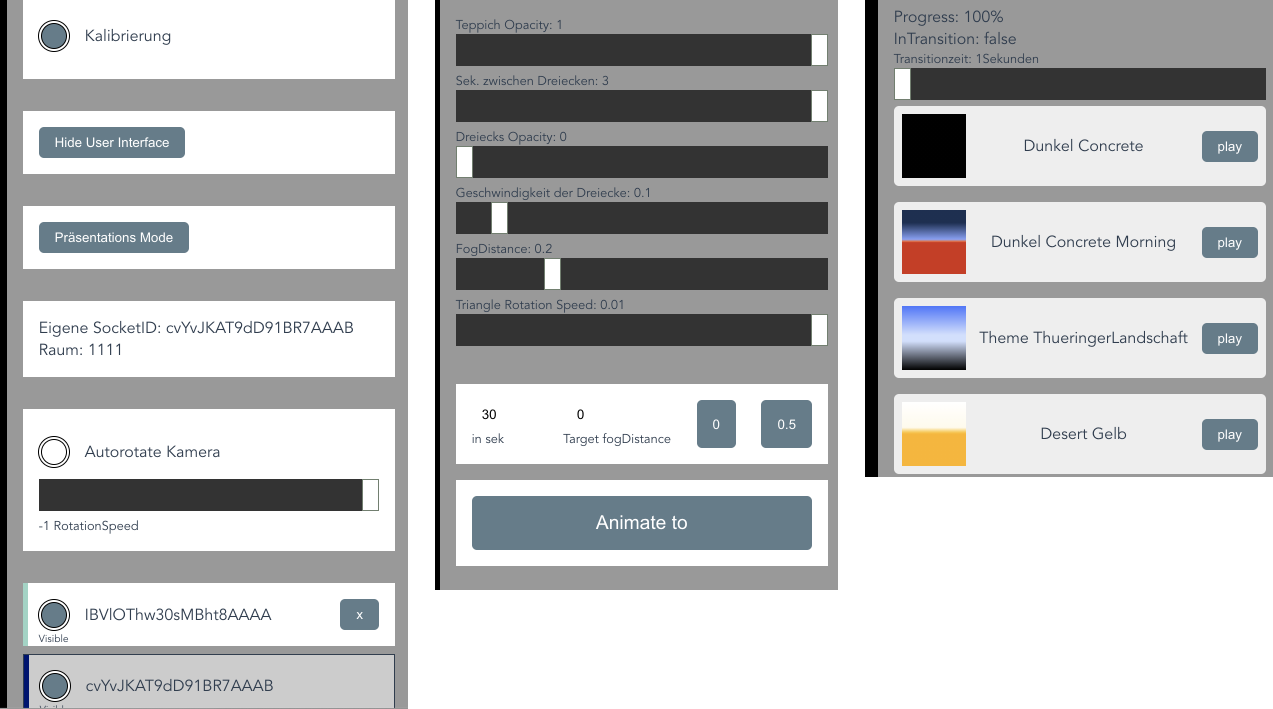 Kalibrierung
Hide User Interface
Präsentations Mode
Eigene SocketID: cvYvJKAT9dD91BR7AAAB
Raum: 1111
Autorotate Kamera
-1 RotationSpeed
IBVlOThw30sMBht8AAAA
x
Visible
cvYvJKAT9dD91BR7AAAB
Teppich Opacity: 1
Sek. zwischen Dreiecken: 3
Dreiecks Opacity: 0
Geschwindigkeit der Dreiecke: 0.1
FogDistance: 0.2
Triangle Rotation Speed: 0.01
30 0 0 0.5
in sek Target fogDistance
Animate to
Progress: 100%
InTransition: false
Transitionzeit: 1Sekunden
Dunkel Concrete play
Dunkel Concrete Morning play
Theme ThueringerLandschaft play
Desert Gelb play